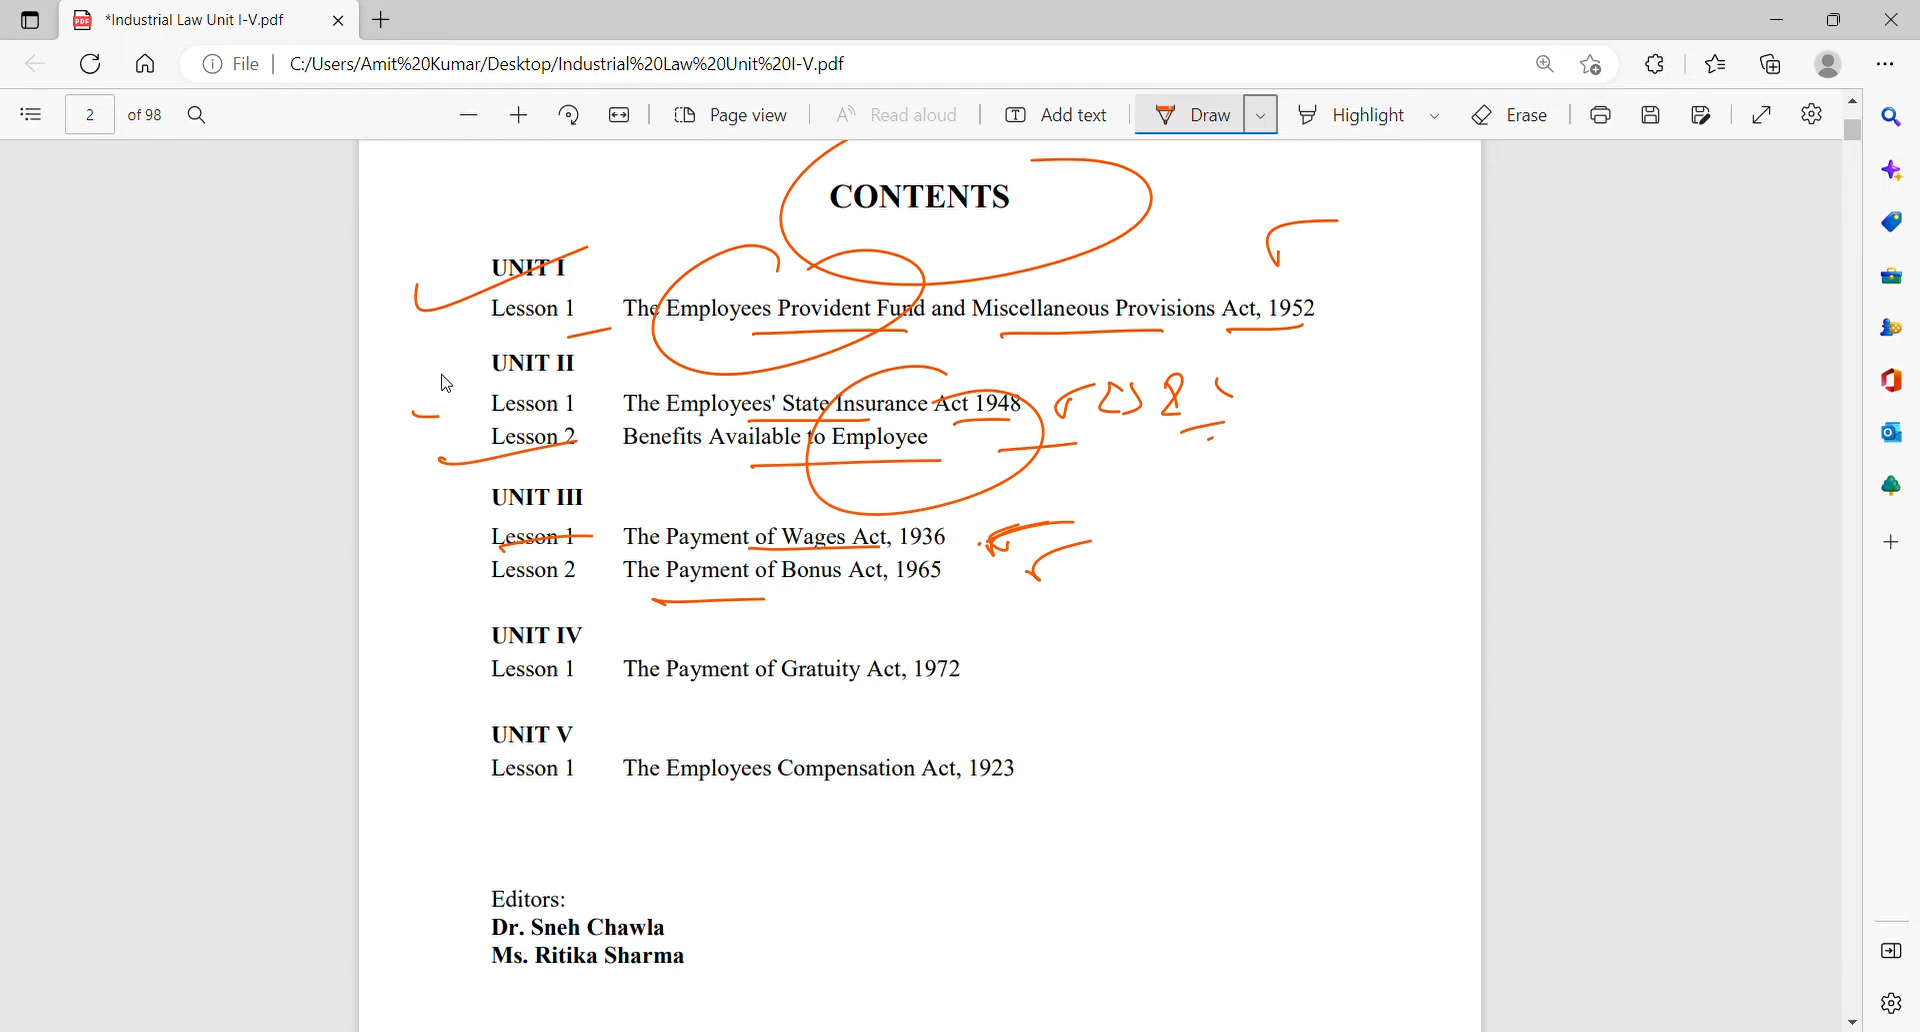 *Industrial Law Unit I-V.pdf
File
C:/Users/Amit%20Kumar/Desktop/Industrial%20Law%20Unit%20I-V.pdf
2 of 98
Page view
Read aloud
Add text
Draw
Highlight
Erase
CONTENTS
UNIT I
Lesson 1 The Employees Provident Fund and Miscellaneous Provisions Act, 1952
UNIT II
Lesson 1 The Employees' State Insurance Act 1948
Lesson 2 Benefits Available to Employee
UNIT III
Lesson 1 The Payment of Wages Act, 1936
Lesson 2 The Payment of Bonus Act, 1965
UNIT IV
Lesson 1 The Payment of Gratuity Act, 1972
UNIT V
Lesson 1 The Employees Compensation Act, 1923
Editors:
Dr. Sneh Chawla
Ms. Ritika Sharma